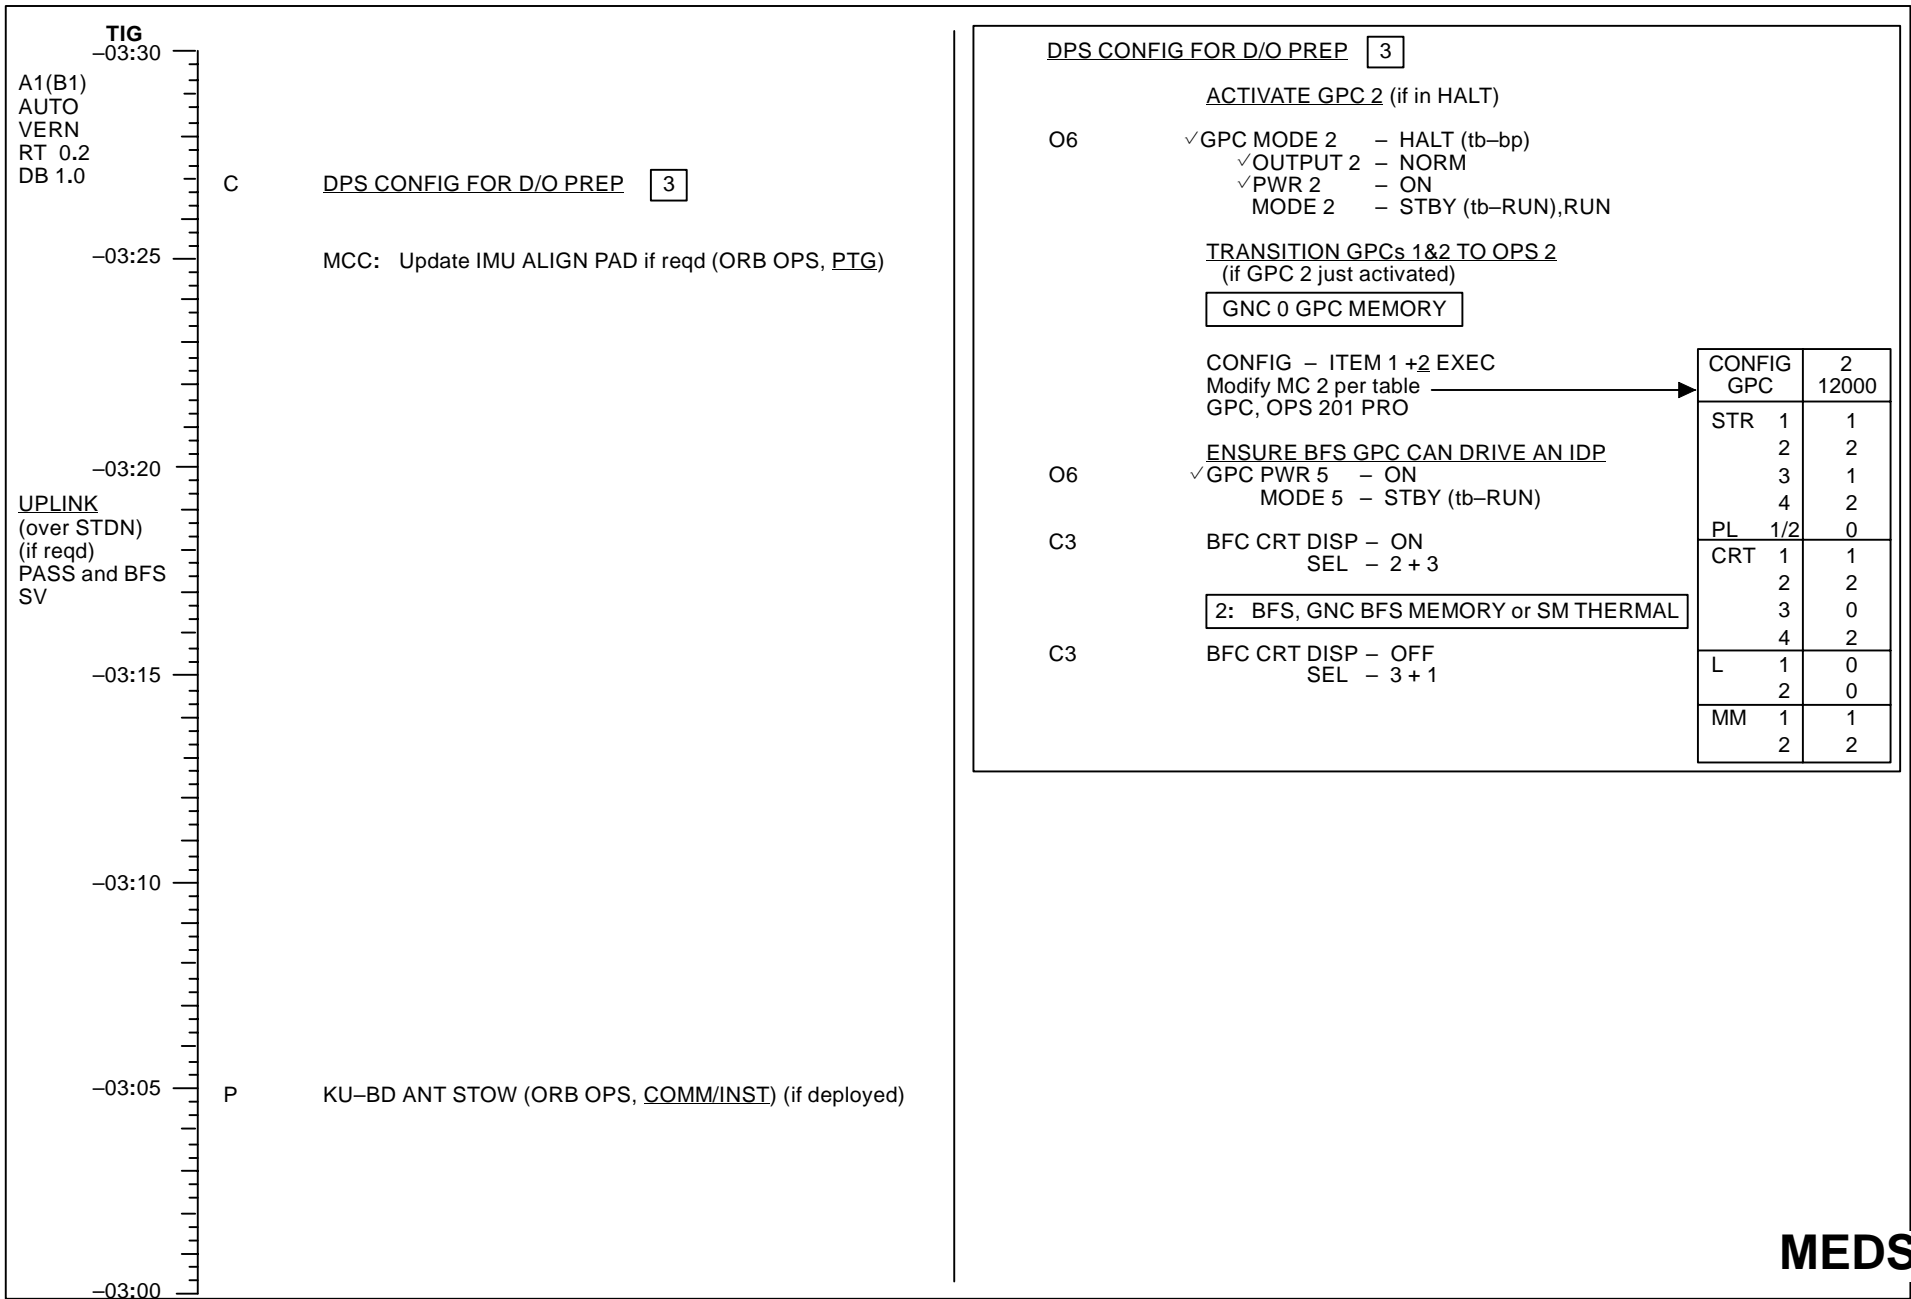 TIG
–03:30
A1(B1)
AUTO
VERN
RT 0.2
DB 1.0
C DPS CONFIG FOR D/O PREP 3
–03:25
MCC: Update IMU ALIGN PAD if reqd (ORB OPS, PTG)
–03:20
UPLINK
(over STDN)
(if reqd)
PASS and BFS
SV
–03:15
–03:10
–03:05
P KU–BD ANT STOW (ORB OPS, COMM/INST) (if deployed)
–03:00
DPS CONFIG FOR D/O PREP 3
ACTIVATE GPC 2 (if in HALT)
O6 ✓GPC MODE 2 – HALT (tb–bp)
✓OUTPUT 2 – NORM
✓PWR 2 – ON
MODE 2 – STBY (tb–RUN),RUN
TRANSITION GPCs 1&2 TO OPS 2
(if GPC 2 just activated)
GNC 0 GPC MEMORY
CONFIG – ITEM 1 +2 EXEC
Modify MC 2 per table
GPC, OPS 201 PRO
ENSURE BFS GPC CAN DRIVE AN IDP
O6 ✓GPC PWR 5 – ON
MODE 5 – STBY (tb–RUN)
C3 BFC CRT DISP – ON
SEL – 2 + 3
2: BFS, GNC BFS MEMORY or SM THERMAL
C3 BFC CRT DISP – OFF
SEL – 3 + 1
CONFIG 2
GPC 12000
STR 1 1
2 2
3 1
4 2
PL 1/2 0
CRT 1 1
2 2
3 0
4 2
L 1 0
2 0
MM 1 1
2 2
MEDS